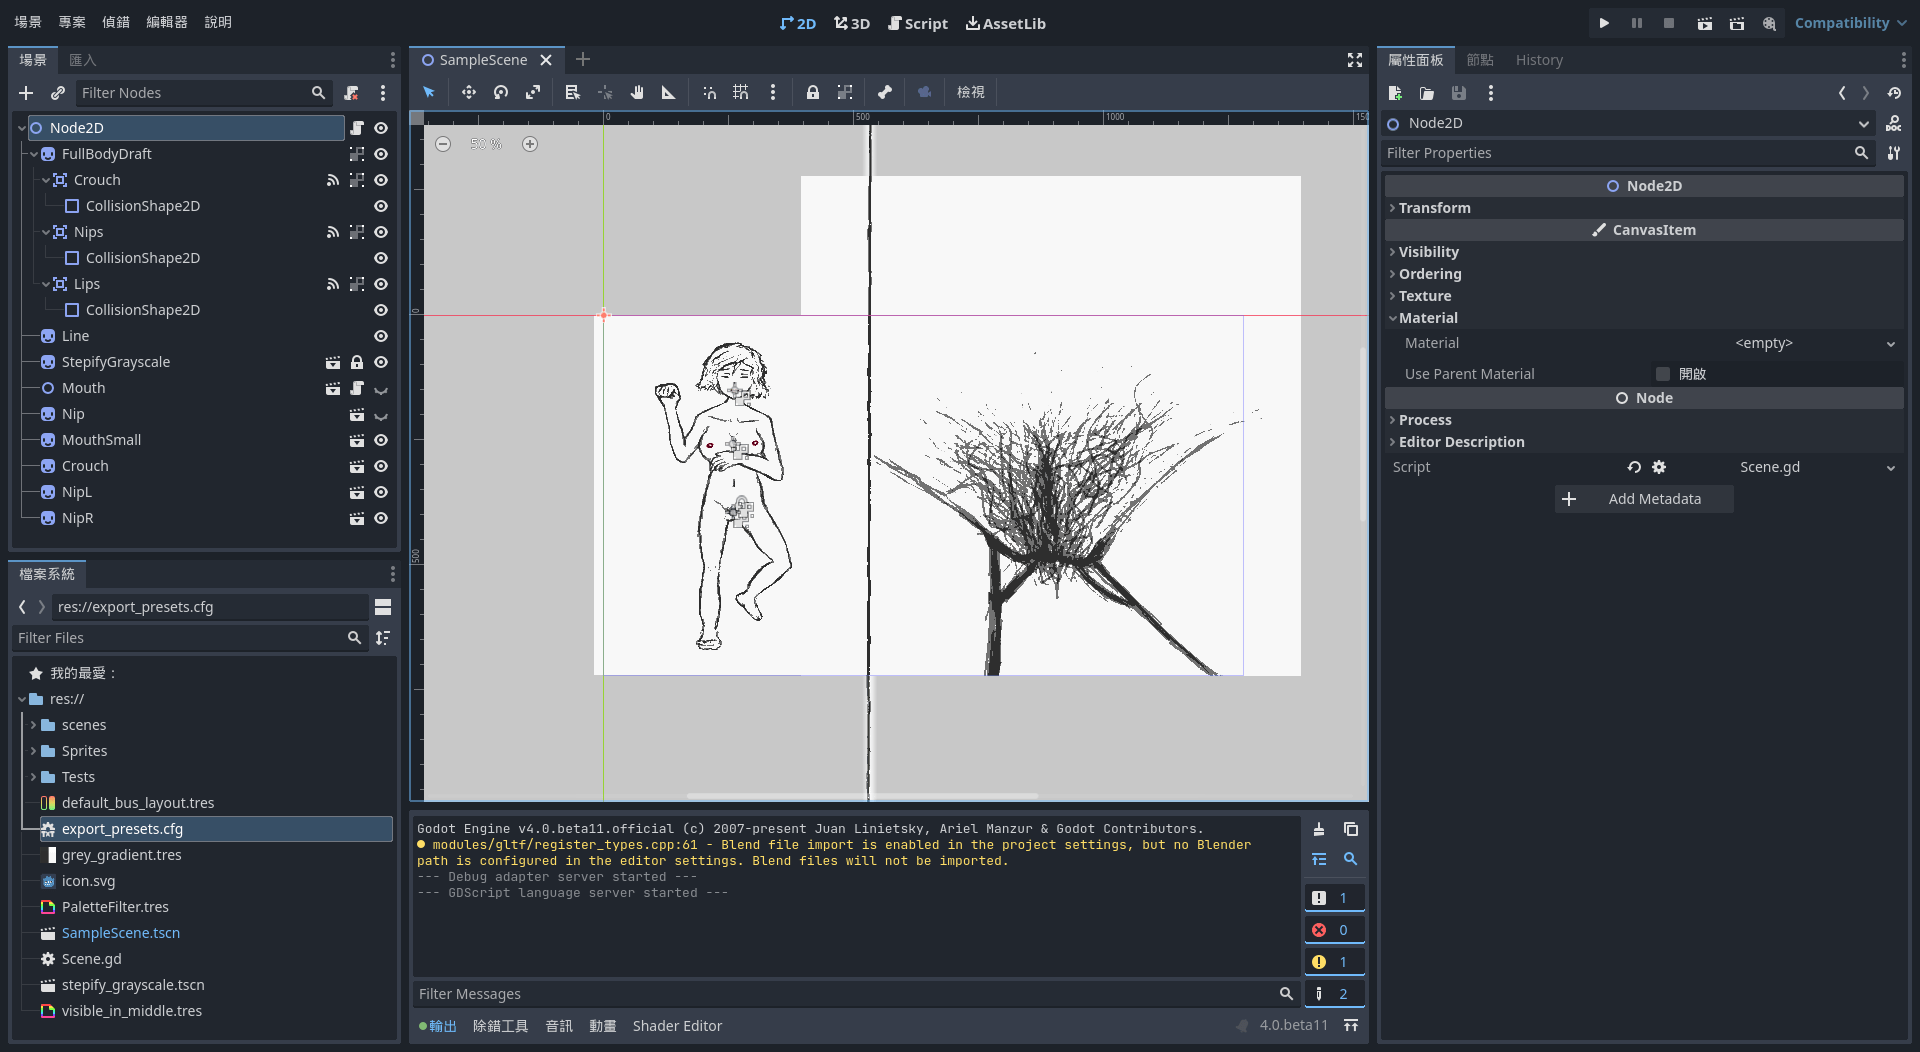 場景 專案 偵錯 編輯器 說明
2D 3D Script AssetLib
Compatibility
場景 匯入
Filter Nodes
Node2D
FullBodyDraft
Crouch
CollisionShape2D
Nips
CollisionShape2D
Lips
CollisionShape2D
Line
StepifyGrayscale
Mouth
Nip
MouthSmall
Crouch
NipL
NipR
檔案系統
res://export_presets.cfg
Filter Files
我的最愛：
res://
scenes
Sprites
Tests
default_bus_layout.tres
export_presets.cfg
grey_gradient.tres
icon.svg
PaletteFilter.tres
SampleScene.tscn
Scene.gd
stepify_grayscale.tscn
visible_in_middle.tres
SampleScene
檢視
0 500 1000 150
50 %
0
500
Godot Engine v4.0.beta11.official (c) 2007-present Juan Linietsky, Ariel Manzur & Godot Contributors.
modules/gltf/register_types.cpp:61 - Blend file import is enabled in the project settings, but no Blender
path is configured in the editor settings. Blend files will not be imported.
--- Debug adapter server started ---
--- GDScript language server started ---
1
0
1
2
Filter Messages
輸出 除錯工具 音訊 動畫 Shader Editor
4.0.beta11
屬性面板 節點 History
Node2D
DOC
Filter Properties
Node2D
Transform
CanvasItem
Visibility
Ordering
Texture
Material
Material <empty>
Use Parent Material 開啟
Node
Process
Editor Description
Script Scene.gd
Add Metadata